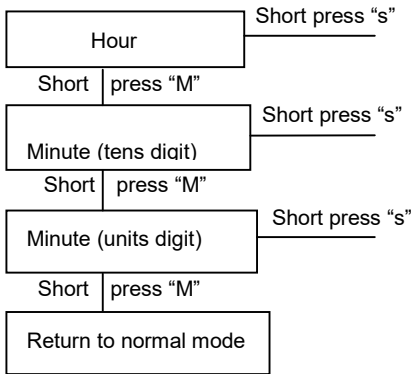 Short press “s”
Hour
Short press “M”
Short press “s”
Minute (tens digit)
Short press “M”
Short press “s”
Minute (units digit)
Short press “M”
Return to normal mode